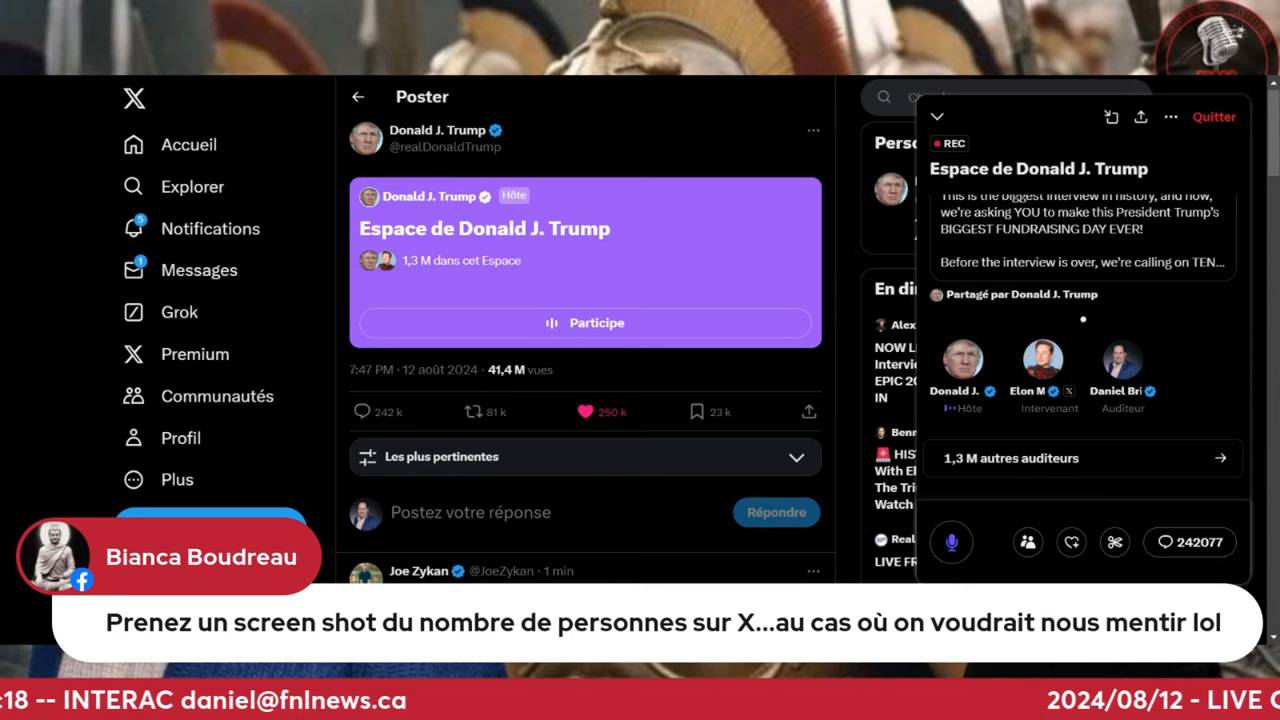 Poster
Accueil
Explorer
5
Notifications
1
Messages
Grok
Premium
Communautés
Profil
Plus
Donald J. Trump
@realDonaldTrump
Donald J. Trump Hôte
Espace de Donald J. Trump
1,3 M dans cet Espace
Participe
7:47 PM · 12 août 2024 · 41,4 M vues
242 k 81 k 250 k 23 k
Les plus pertinentes
Postez votre réponse
Répondre
Joe Zykan @JoeZykan · 1 min
En di
Alex
NOW L
Intervi
EPIC 20
IN
Benn
HIS
With El
The Tri
Watch
Real
LIVE FR
Quitter
REC
Espace de Donald J. Trump
This is the biggest interview in history, and now,
we're asking YOU to make this President Trump's
BIGGEST FUNDRAISING DAY EVER!
Before the interview is over, we're calling on TEN...
Partagé par Donald J. Trump
Donald J. Elon M X Daniel Bri
Hôte Intervenant Auditeur
1,3 M autres auditeurs
242077
Bianca Boudreau
Prenez un screen shot du nombre de personnes sur X...au cas où on voudrait nous mentir lol
:18 -- INTERAC daniel@fnlnews.ca
2024/08/12 - LIVE